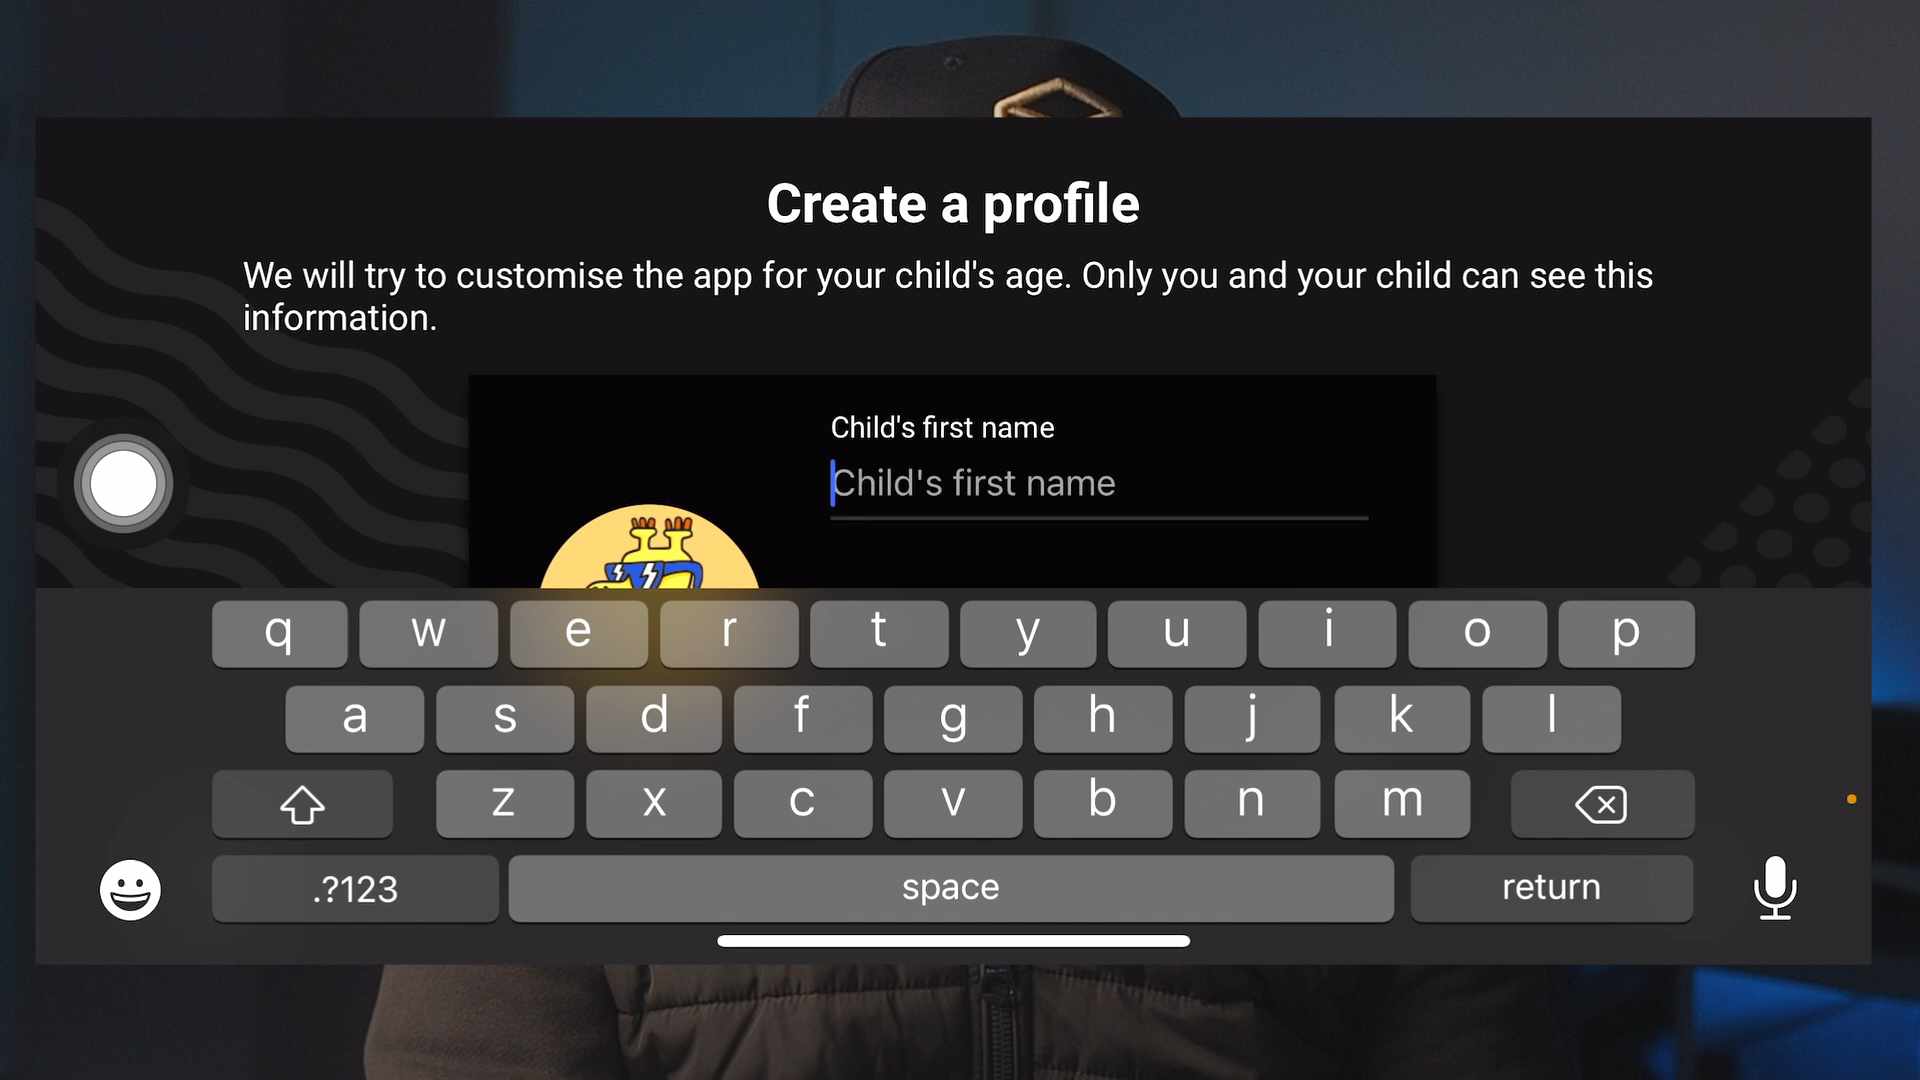 Create a profile
We will try to customise the app for your child's age. Only you and your child can see this
information.
Child's first name
Child's first name
q w e r t y u i o p
a s d f g h j k l
z x c v b n m
.?123 space return